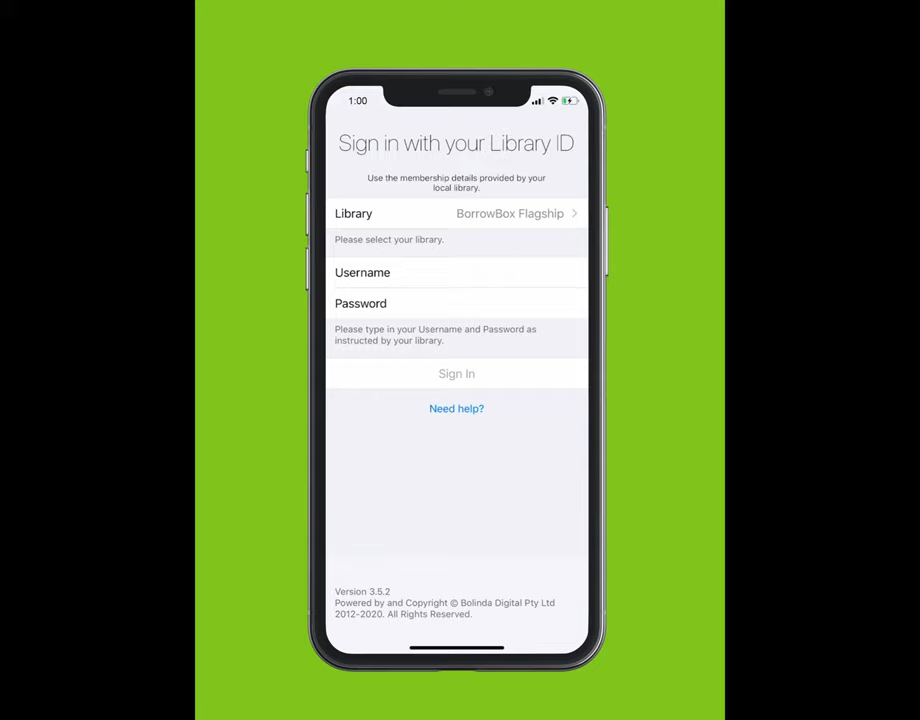 1:00
Sign in with your Library ID
Use the membership details provided by your
local library.
Library BorrowBox Flagship
Please select your library.
Username
Password
Please type in your Username and Password as
instructed by your library.
Sign In
Need help?
Version 3.5.2
Powered by and Copyright © Bolinda Digital Pty Ltd
2012-2020. All Rights Reserved.